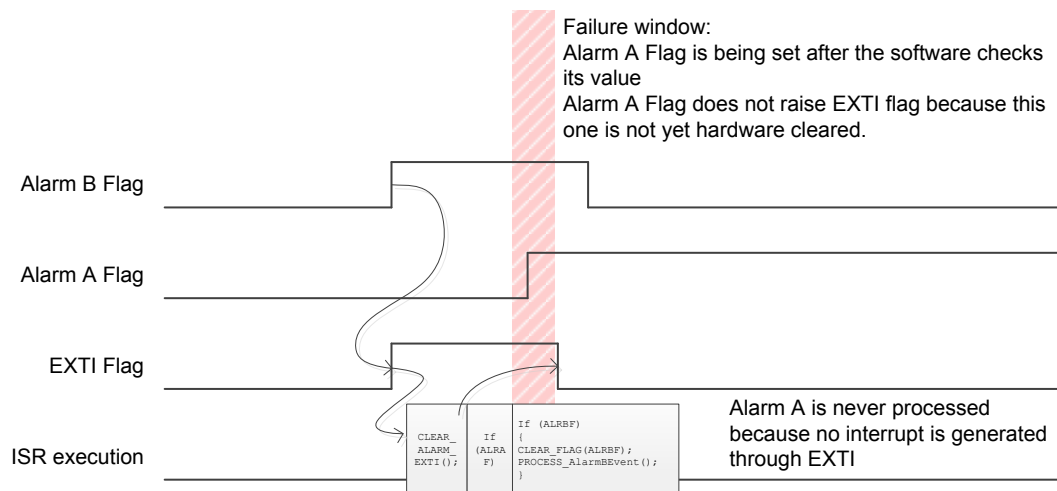 Failure window:
Alarm A Flag is being set after the software checks
its value
Alarm A Flag does not raise EXTI flag because this
one is not yet hardware cleared.
Alarm B Flag
Alarm A Flag
EXTI Flag
ISR execution
CLEAR_
ALARM_
EXTI();
If
(ALRA
F)
If (ALRBF)
{
CLEAR_FLAG(ALRBF);
PROCESS_AlarmBEvent();
}
Alarm A is never processed
because no interrupt is generated
through EXTI